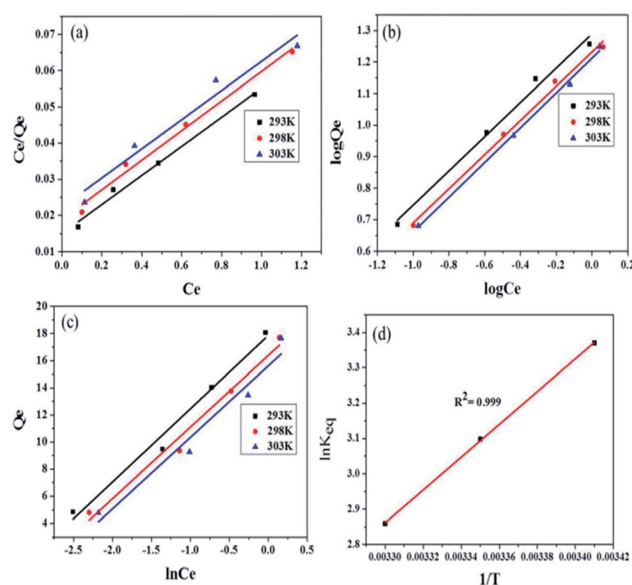 (a)
Ce/Qe
0.07
0.06
0.05
0.04
0.03
0.02
0.01
293K
298K
303K
0.0 0.2 0.4 0.6 0.8 1.0 1.2 1.4
Ce
(b)
logQe
1.3
1.2
1.1
1.0
0.9
0.8
0.7
0.6
293K
298K
303K
-1.2 -1.0 -0.8 -0.6 -0.4 -0.2 0.0 0.2
logCe
(c)
Qe
20
18
16
14
12
10
8
6
4
293K
298K
303K
-2.5 -2.0 -1.5 -1.0 -0.5 0.0 0.5
lnCe
(d)
lnKeq
3.4
3.3
3.2
3.1
3.0
2.9
2.8
R2= 0.999
0.00330 0.00332 0.00334 0.00336 0.00338 0.00340 0.00342
1/T